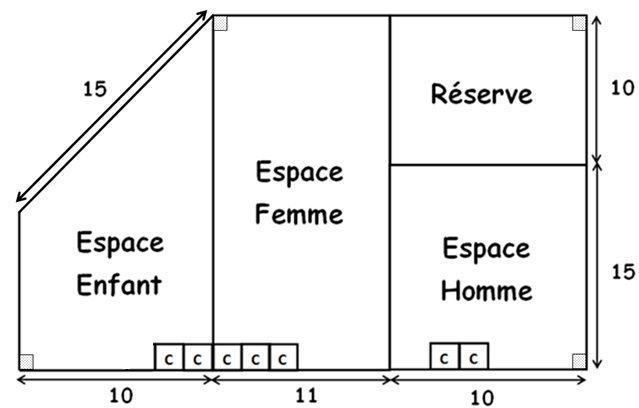 15
Réserve
10
Espace
Femme
Espace
Enfant
Espace
Homme
15
c c c c c
c c
10
11
10